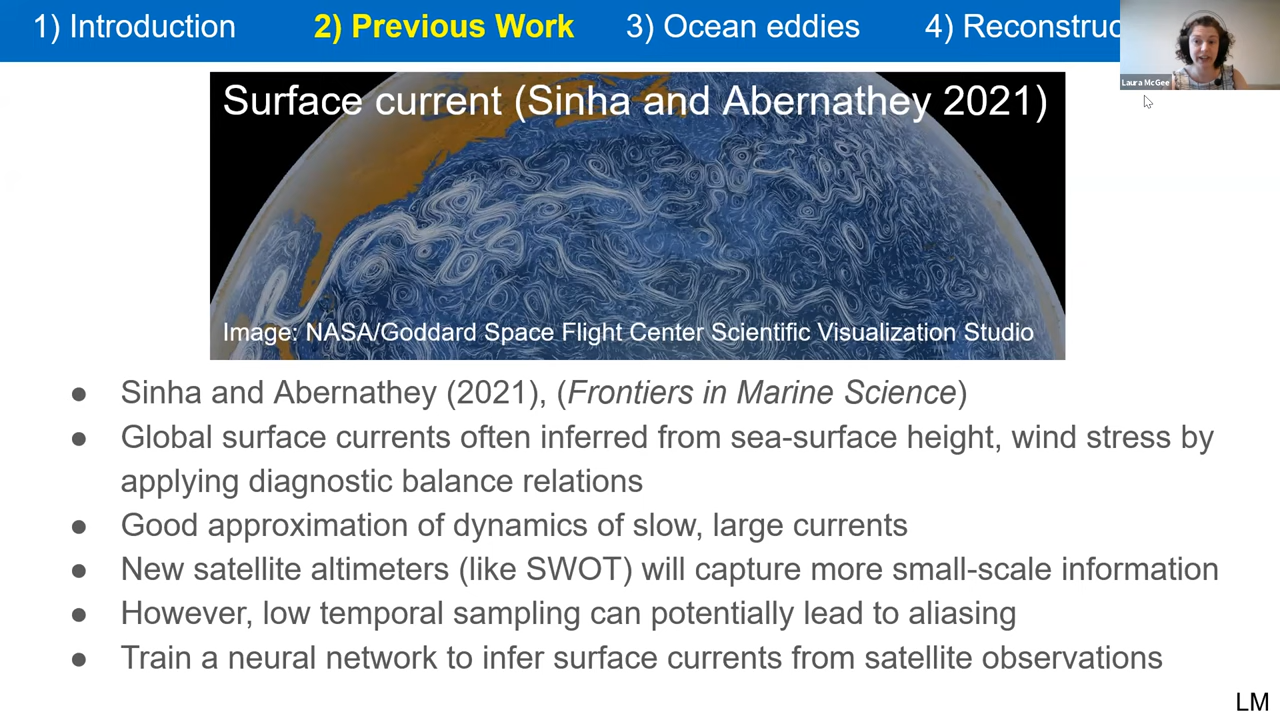 1) Introduction 2) Previous Work 3) Ocean eddies 4) Reconstruc
Laura McGee
Surface current (Sinha and Abernathey 2021)
Image: NASA/Goddard Space Flight Center Scientific Visualization Studio
● Sinha and Abernathey (2021), (Frontiers in Marine Science)
● Global surface currents often inferred from sea-surface height, wind stress by
applying diagnostic balance relations
● Good approximation of dynamics of slow, large currents
● New satellite altimeters (like SWOT) will capture more small-scale information
● However, low temporal sampling can potentially lead to aliasing
● Train a neural network to infer surface currents from satellite observations
LM